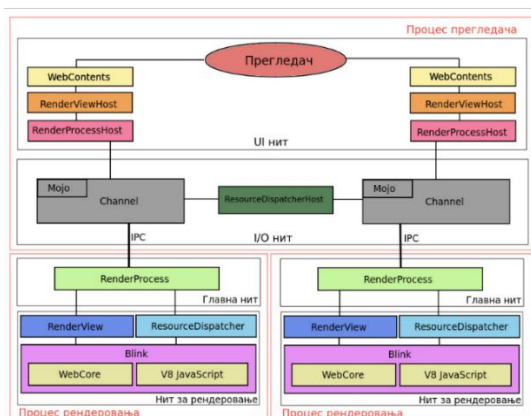 Процес прегледача
Прегледач
WebContents
WebContents
RenderViewHost
RenderViewHost
RenderProcessHost
RenderProcessHost
UI нит
Mojo
Channel
ResourceDispatcherHost
Mojo
Channel
IPC
I/O нит
IPC
RenderProcess
Главна нит
RenderView
ResourceDispatcher
Blink
WebCore
V8 JavaScript
Нит за рендеровање
Процес рендеровања
RenderProcess
Главна нит
RenderView
ResourceDispatcher
Blink
WebCore
V8 JavaScript
Нит за рендеровање
Процес рендеровања